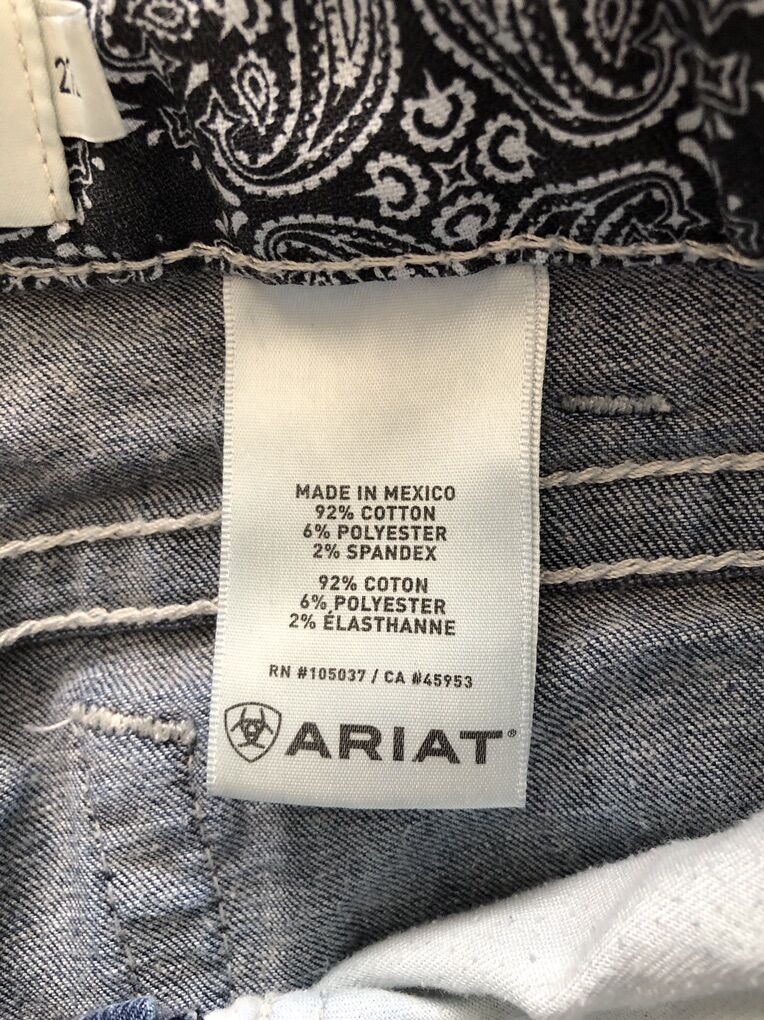 MADE IN MEXICO
92% COTTON
6% POLYESTER
2% SPANDEX
92% COTON
6% POLYESTER
2% ÉLASTHANNE
RN #105037 / CA #45953
ARIAT®